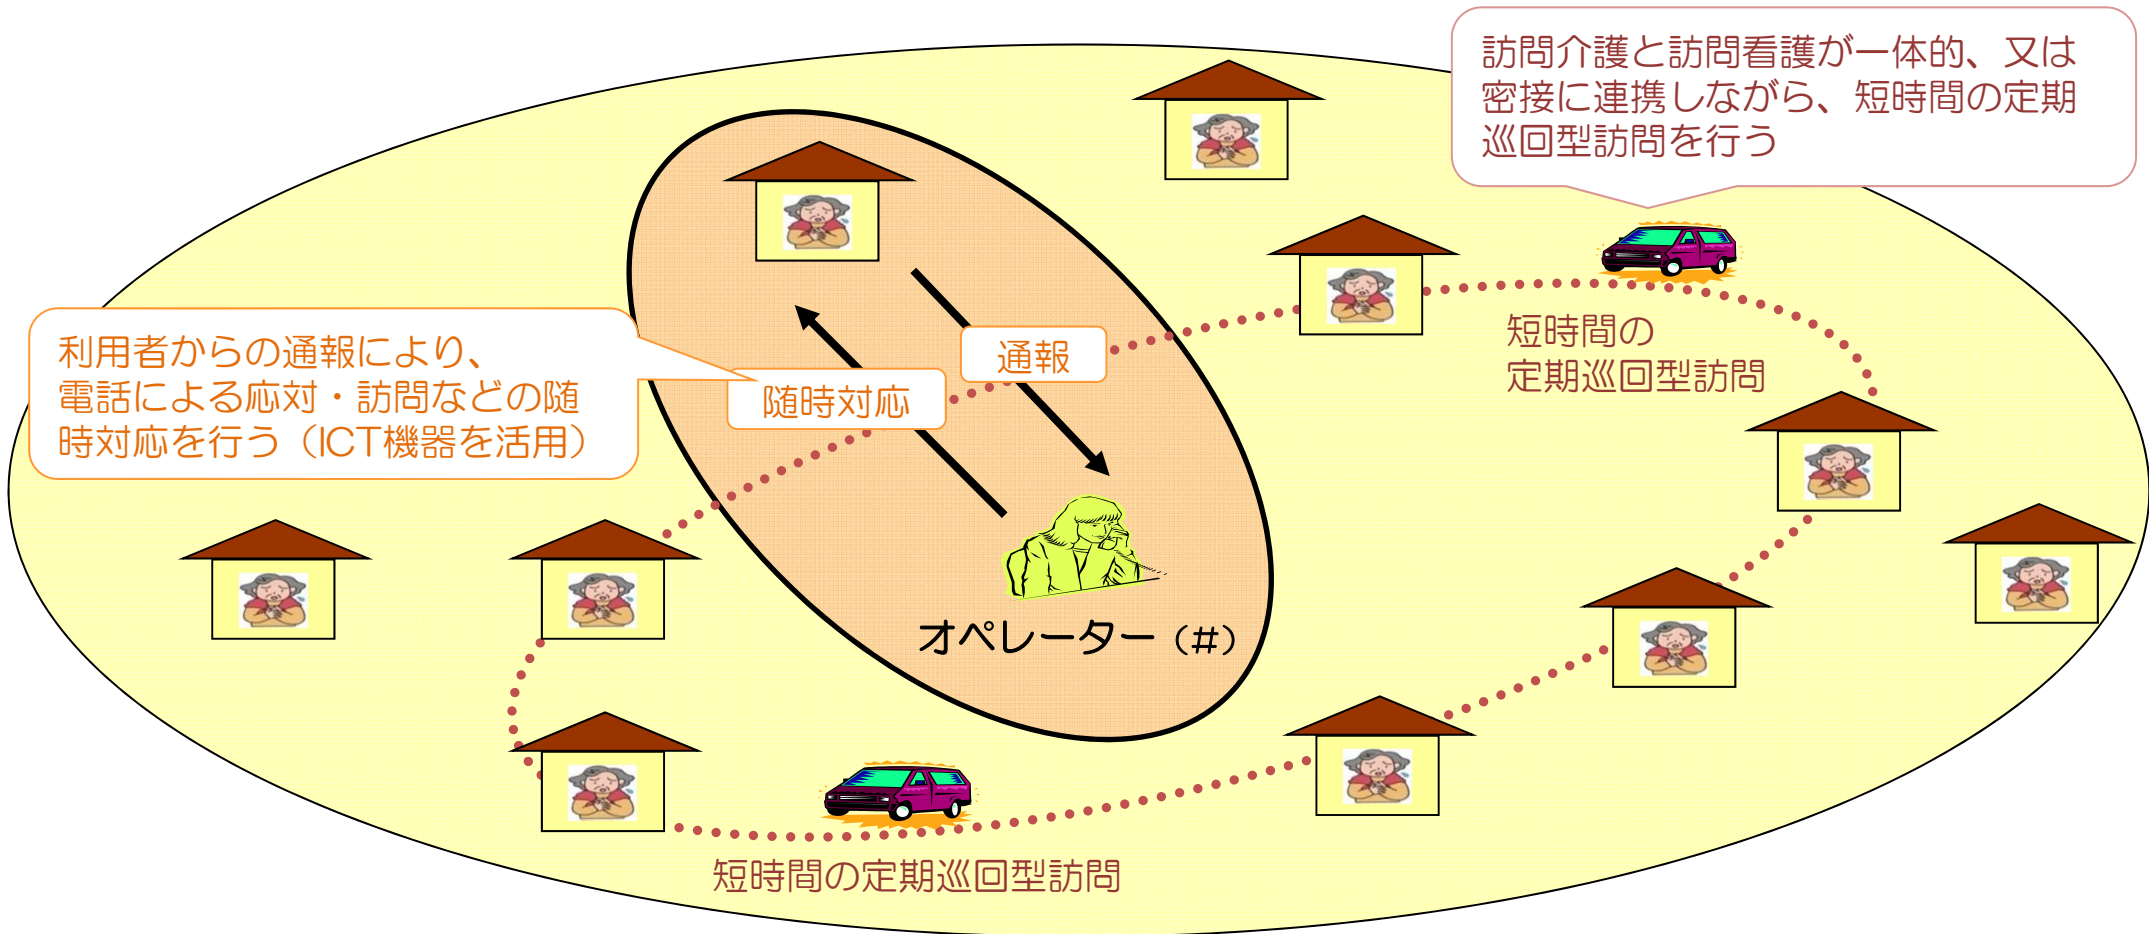 訪問介護と訪問看護が一体的、又は
密接に連携しながら、短時間の定期
巡回型訪問を行う
利用者からの通報により、
電話による応対・訪問などの随
時対応を行う（ICT機器を活用）
通報
随時対応
短時間の
定期巡回型訪問
オペレーター（＃）
短時間の定期巡回型訪問